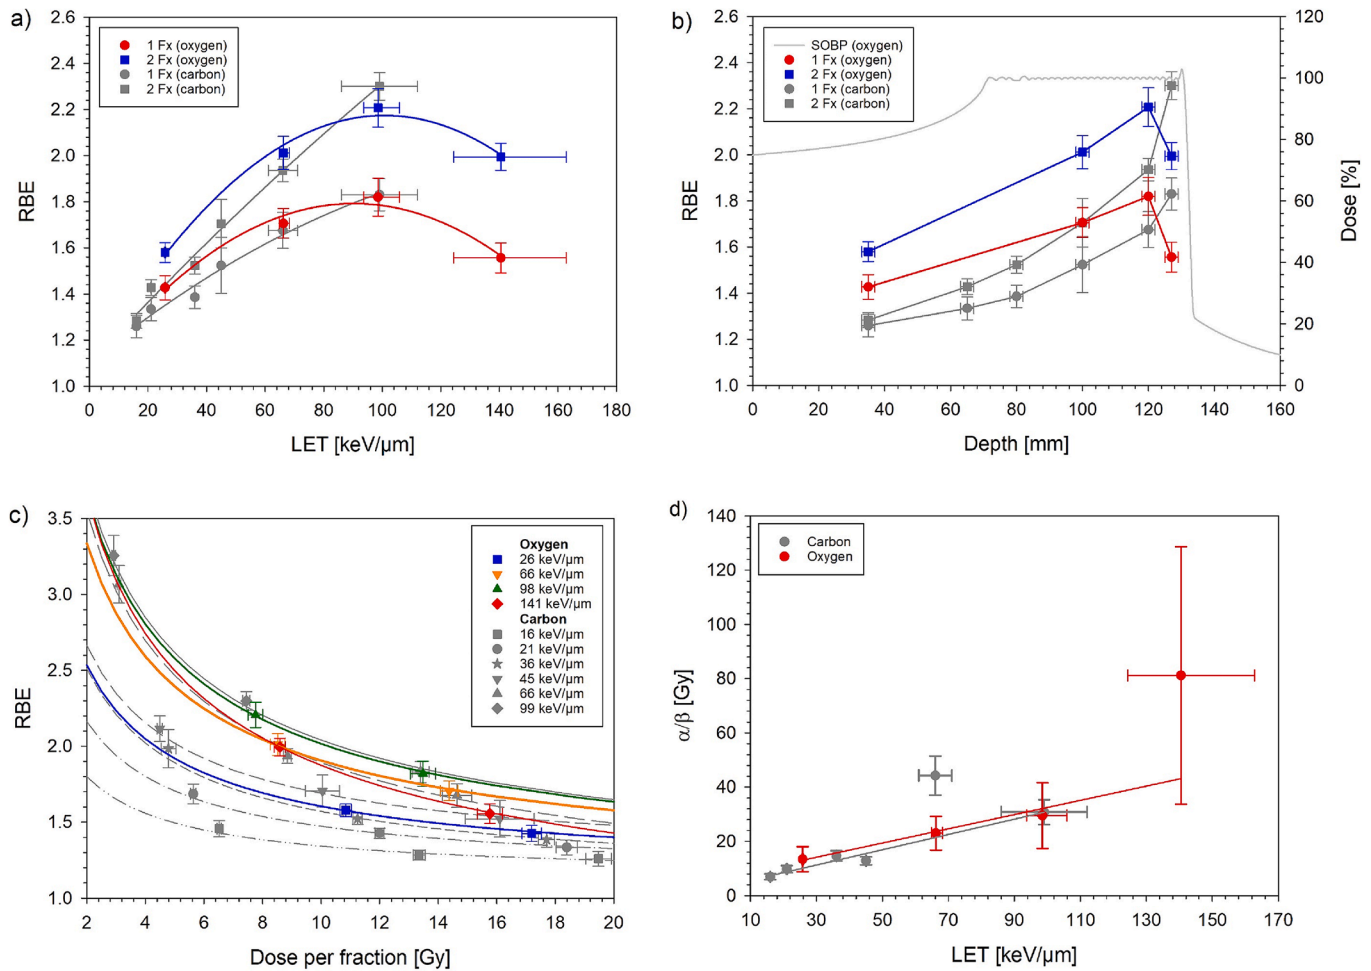 a)
2.6
2.4
2.2
2.0
1.8
1.6
1.4
1.2
1.0
RBE
1 Fx (oxygen)
2 Fx (oxygen)
1 Fx (carbon)
2 Fx (carbon)
0 20 40 60 80 100 120 140 160 180
LET [keV/µm]
b)
2.6
2.4
2.2
2.0
1.8
1.6
1.4
1.2
1.0
RBE
SOBP (oxygen)
1 Fx (oxygen)
2 Fx (oxygen)
1 Fx (carbon)
2 Fx (carbon)
120
100
80
60
40
20
0
Dose [%]
0 20 40 60 80 100 120 140 160
Depth [mm]
c)
3.5
3.0
2.5
2.0
1.5
1.0
RBE
Oxygen
26 keV/µm
66 keV/µm
98 keV/µm
141 keV/µm
Carbon
16 keV/µm
21 keV/µm
36 keV/µm
45 keV/µm
66 keV/µm
99 keV/µm
2 4 6 8 10 12 14 16 18 20
Dose per fraction [Gy]
d)
140
120
100
80
60
40
20
0
α/β [Gy]
Carbon
Oxygen
10 30 50 70 90 110 130 150 170
LET [keV/µm]